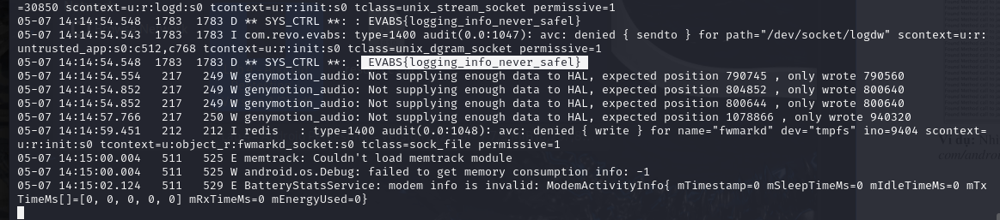 =30850 scontext=u:r:logd:s0 tcontext=u:r:init:s0 tclass=unix_stream_socket permissive=1
05-07 14:14:54.548  1783  1783 D ** SYS_CTRL **: : EVABS{logging_info_never_safel}
05-07 14:14:54.543  1783  1783 I com.revo.evabs: type=1400 audit(0.0:1047): avc: denied { sendto } for path="/dev/socket/logdw" scontext=u:r:
untrusted_app:s0:c512,c768 tcontext=u:r:init:s0 tclass=unix_dgram_socket permissive=1
05-07 14:14:54.548  1783  1783 D ** SYS_CTRL **: : EVABS{logging_info_never_safel}
05-07 14:14:54.554   217   249 W genymotion_audio: Not supplying enough data to HAL, expected position 790745 , only wrote 790560
05-07 14:14:54.852   217   249 W genymotion_audio: Not supplying enough data to HAL, expected position 804852 , only wrote 800640
05-07 14:14:54.852   217   249 W genymotion_audio: Not supplying enough data to HAL, expected position 800644 , only wrote 800640
05-07 14:14:57.766   217   250 W genymotion_audio: Not supplying enough data to HAL, expected position 1078866 , only wrote 940320
05-07 14:14:59.451   212   212 I redis   : type=1400 audit(0.0:1048): avc: denied { write } for name="fwmarkd" dev="tmpfs" ino=9404 scontext=
u:r:init:s0 tcontext=u:object_r:fwmarkd_socket:s0 tclass=sock_file permissive=1
05-07 14:15:00.004   511   525 E memtrack: Couldn't load memtrack module
05-07 14:15:00.004   511   525 W android.os.Debug: failed to get memory consumption info: -1
05-07 14:15:02.124   511   529 E BatteryStatsService: modem info is invalid: ModemActivityInfo{ mTimestamp=0 mSleepTimeMs=0 mIdleTimeMs=0 mTx
TimeMs[]=[0, 0, 0, 0, 0] mRxTimeMs=0 mEnergyUsed=0}